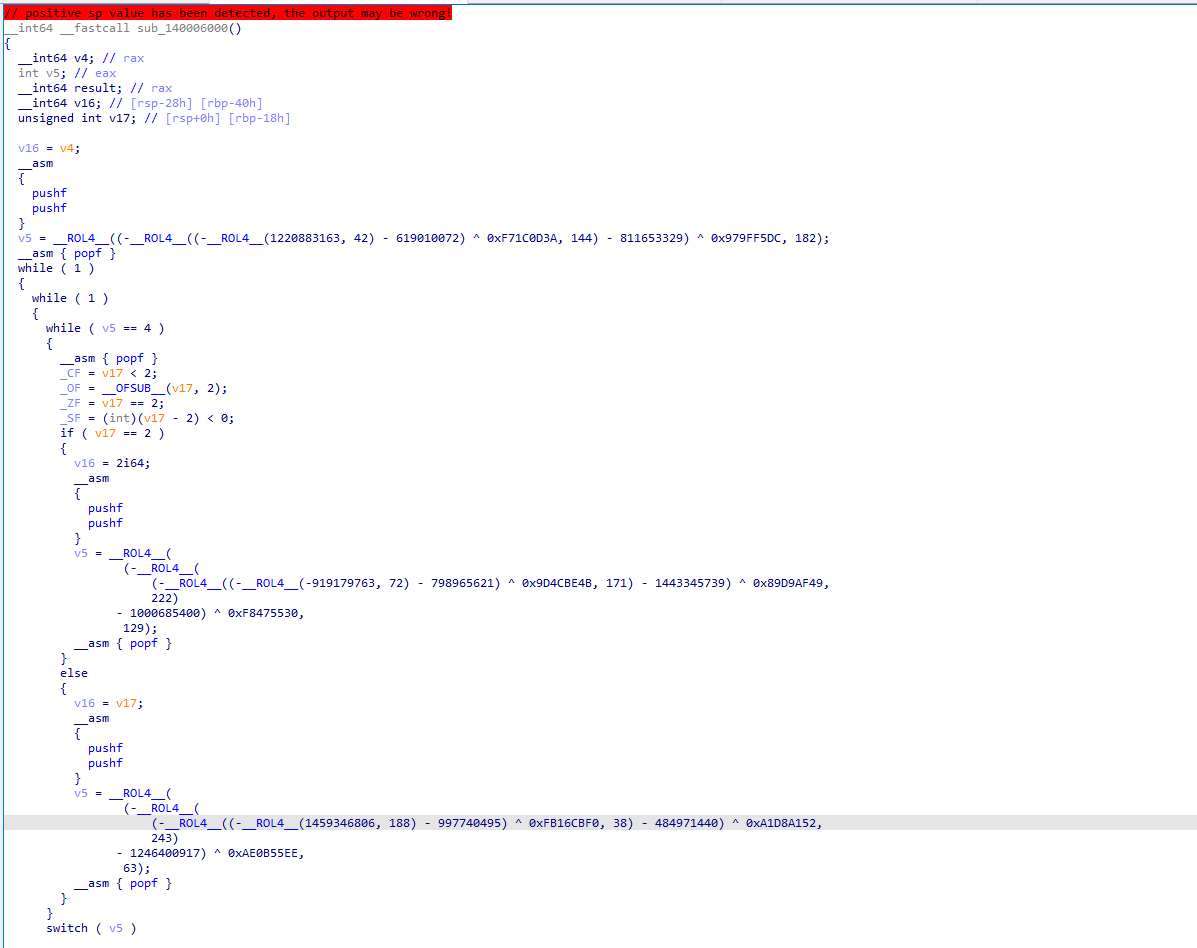 // positive sp value has been detected, the output may be wrong!
__int64 __fastcall sub_140006000()
{
  __int64 v4; // rax
  int v5; // eax
  __int64 result; // rax
  __int64 v16; // [rsp-28h] [rbp-40h]
  unsigned int v17; // [rsp+0h] [rbp-18h]

  v16 = v4;
  __asm
  {
    pushf
    pushf
  }
  v5 = __ROL4__((-__ROL4__((-__ROL4__(1220883163, 42) - 619010072) ^ 0xF71C0D3A, 144) - 811653329) ^ 0x979FF5DC, 182);
  __asm { popf }
  while ( 1 )
  {
    while ( 1 )
    {
      while ( v5 == 4 )
      {
        __asm { popf }
        _CF = v17 < 2;
        _OF = __OFSUB__(v17, 2);
        _ZF = v17 == 2;
        _SF = (int)(v17 - 2) < 0;
        if ( v17 == 2 )
        {
          v16 = 2i64;
          __asm
          {
            pushf
            pushf
          }
          v5 = __ROL4__(
                 (-__ROL4__(
                     (-__ROL4__((-__ROL4__(-919179763, 72) - 798965621) ^ 0x9D4CBE4B, 171) - 1443345739) ^ 0x89D9AF49,
                     222)
                - 1000685400) ^ 0xF8475530,
                 129);
          __asm { popf }
        }
        else
        {
          v16 = v17;
          __asm
          {
            pushf
            pushf
          }
          v5 = __ROL4__(
                 (-__ROL4__(
                     (-__ROL4__((-__ROL4__(1459346806, 188) - 997740495) ^ 0xFB16CBF0, 38) - 484971440) ^ 0xA1D8A152,
                     243)
                - 1246400917) ^ 0xAE0B55EE,
                 63);
          __asm { popf }
        }
      }
      switch ( v5 )